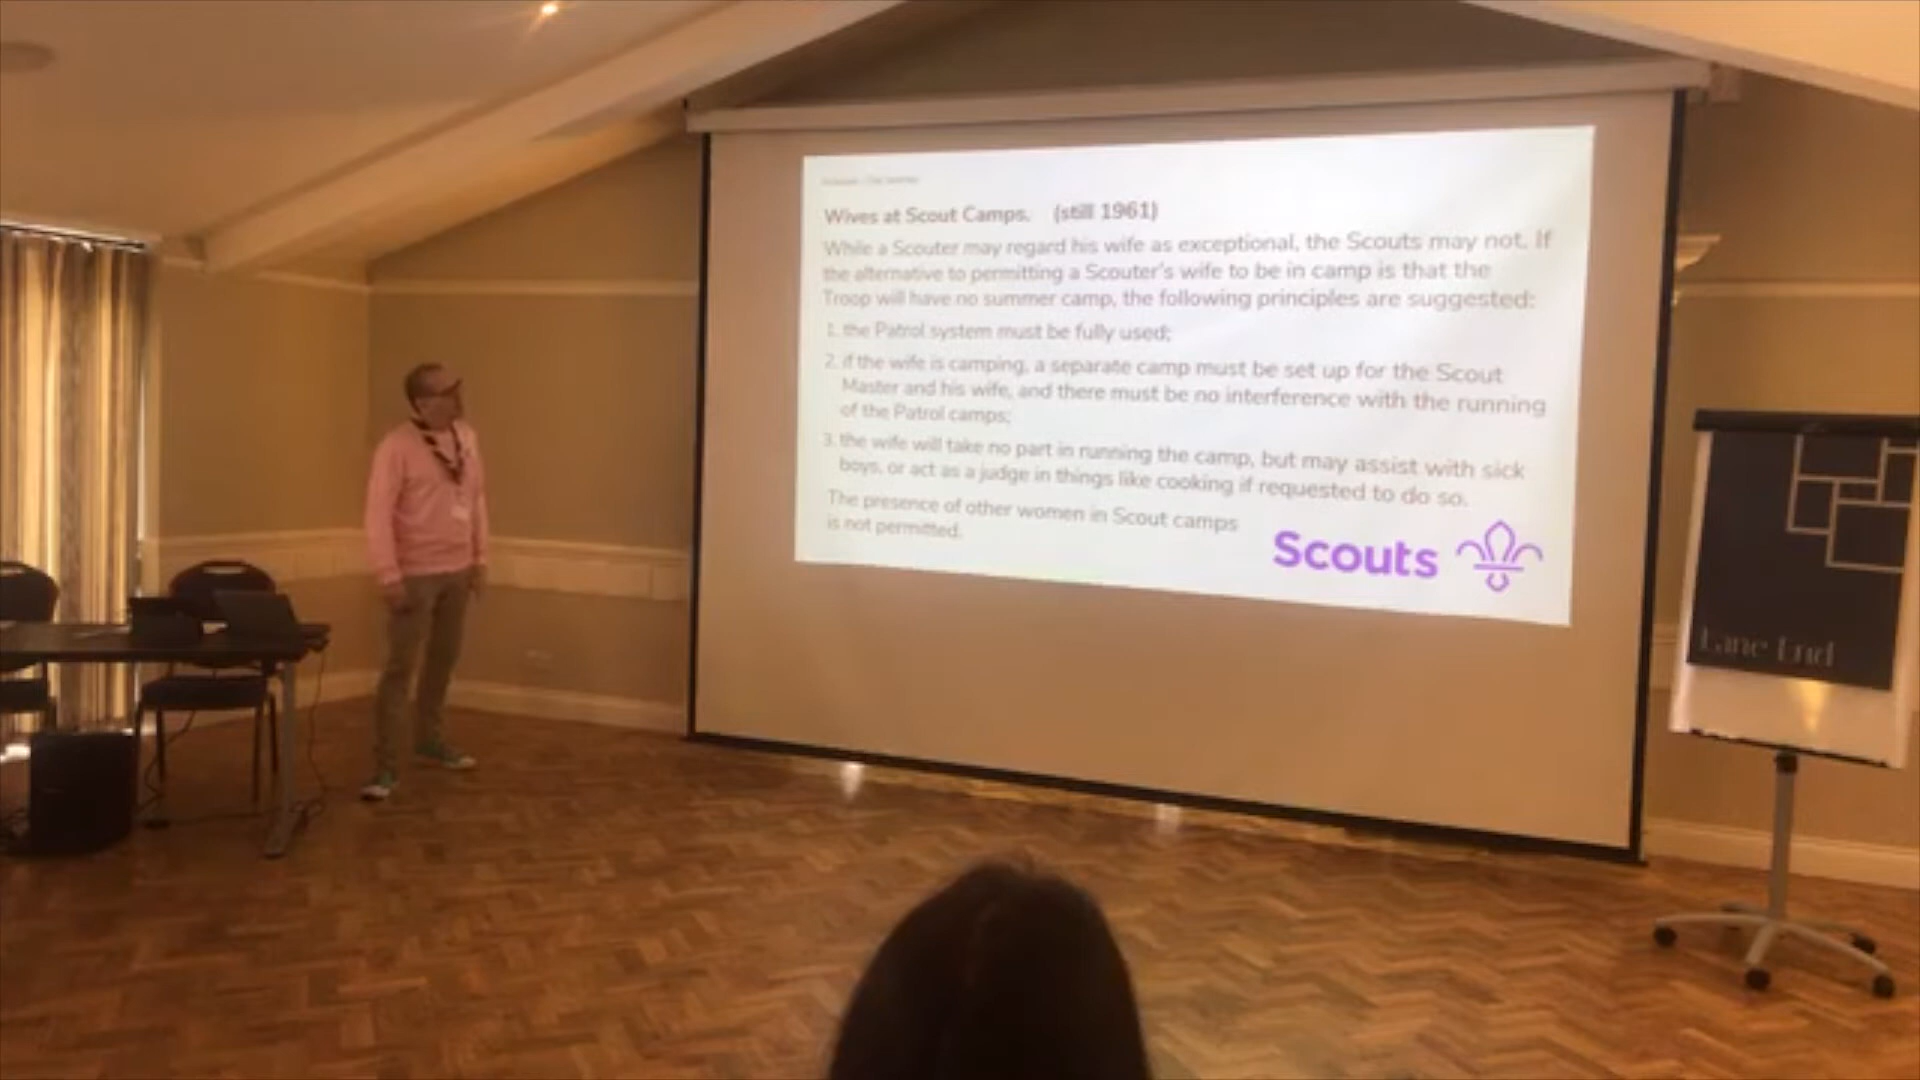 Wives at Scout Camps. (still 1961)
While a Scouter may regard his wife as exceptional, the Scouts may not. If
the alternative to permitting a Scouter's wife to be in camp is that the
Troop will have no summer camp, the following principles are suggested:
1. the Patrol system must be fully used;
2. if the wife is camping, a separate camp must be set up for the Scout
Master and his wife, and there must be no interference with the running
of the Patrol camps;
3. the wife will take no part in running the camp, but may assist with sick
boys, or act as a judge in things like cooking if requested to do so.
The presence of other women in Scout camps
is not permitted.
Scouts
Lane End